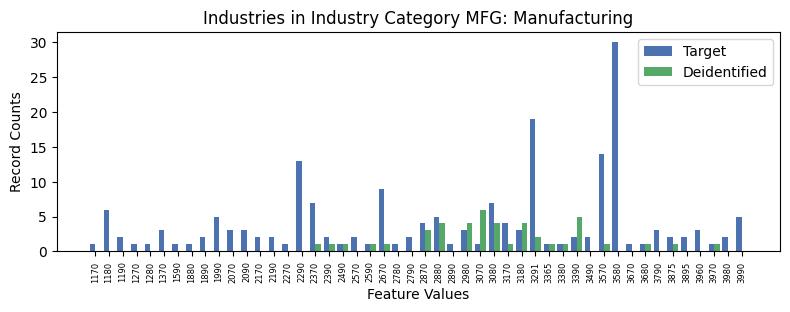 Industries in Industry Category MFG: Manufacturing
Target
Deidentified
Record Counts
30
25
20
15
10
5
0
1170 1180 1190 1270 1280 1370 1590 1880 1890 1990 2070 2090 2170 2190 2270 2290 2370 2390 2490 2570 2590 2670 2780 2790 2870 2880 2890 2980 3070 3080 3170 3180 3291 3365 3380 3390 3490 3570 3580 3670 3680 3790 3875 3895 3960 3970 3980 3990
Feature Values